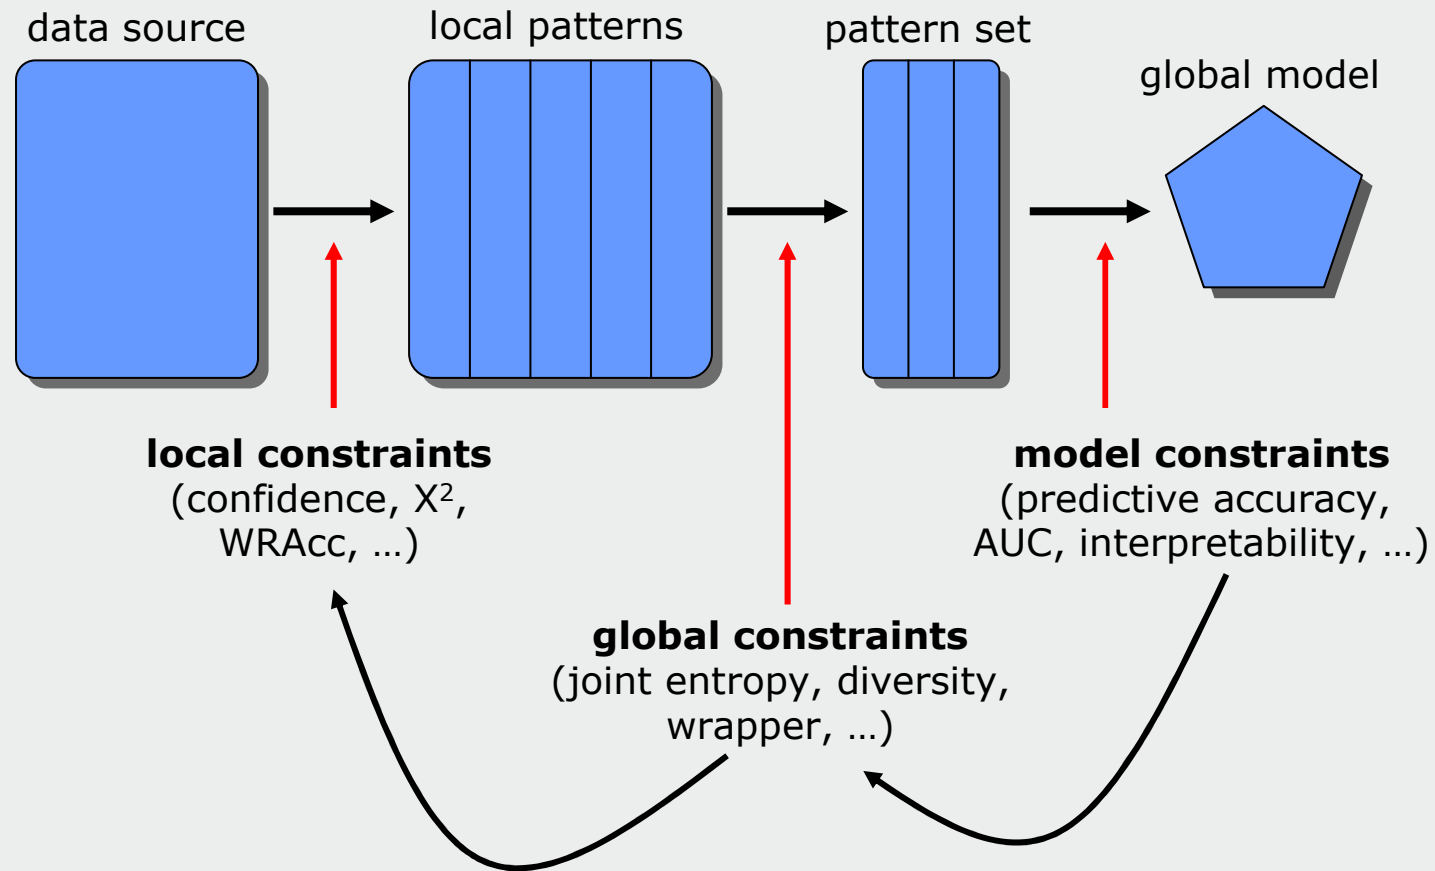 data source
local patterns
pattern set
global model
local constraints
(confidence, X²,
WRAcc, …)
model constraints
(predictive accuracy,
AUC, interpretability, …)
global constraints
(joint entropy, diversity,
wrapper, …)